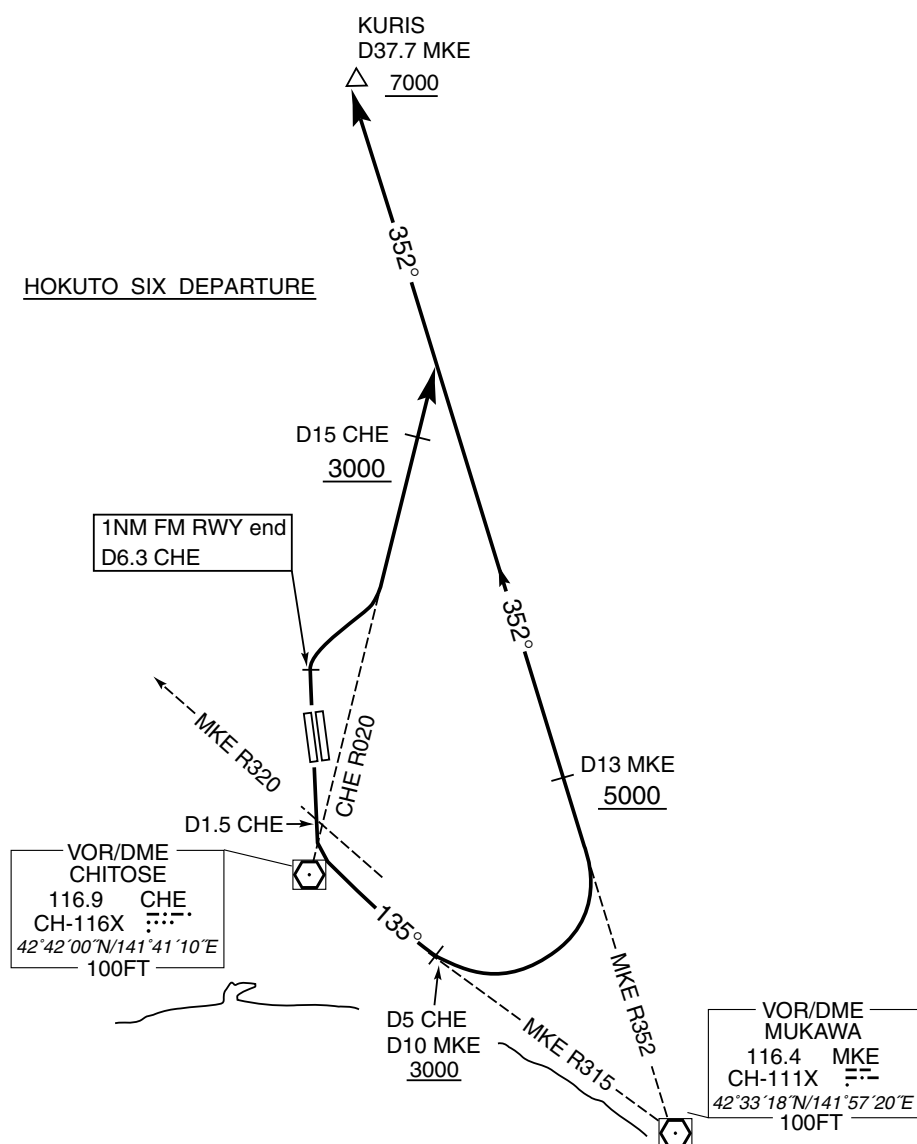 KURIS
D37.7 MKE
7000
352°
HOKUTO SIX DEPARTURE
D15 CHE
3000
1NM FM RWY end
D6.3 CHE
352°
MKE R320
CHE R020
D13 MKE
5000
D1.5 CHE
VOR/DME
CHITOSE
116.9 CHE
CH-116X
42°42´00˝N/141°41´10˝E
100FT
135°
D5 CHE
D10 MKE
3000
MKE R315
MKE R352
VOR/DME
MUKAWA
116.4 MKE
CH-111X
42°33´18˝N/141°57´20˝E
100FT